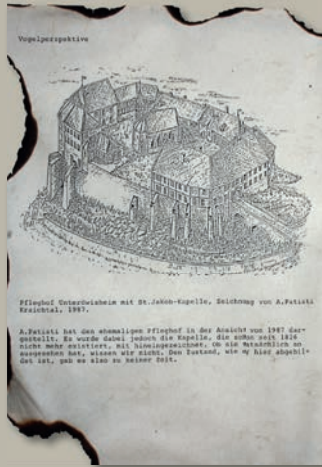 Vogelperspektive
Pfleghof Unteröwisheim mit St.Jakob-Kapelle, Zeichnung von A.Patisti
Kraichtal, 1987.
A.Patisti hat den ehemaligen Pfleghof in der Ansicht von 1987 dar-
gestellt. Es wurde dabei jedoch die Kapelle, die schon seit 1826
nicht mehr existiert, mit hineingezeichnet. Ob sie tatsächlich so
ausgesehen hat, wissen wir nicht. Den Zustand, wie er hier abgebil-
det ist, gab es also zu keiner Zeit.